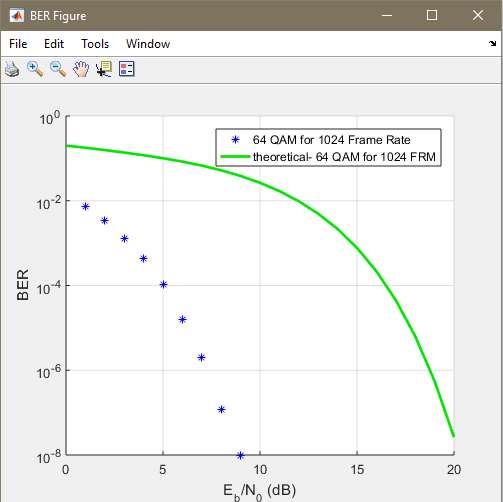 BER Figure
File Edit Tools Window
64 QAM for 1024 Frame Rate
theoretical- 64 QAM for 1024 FRM
10^0
10^-2
10^-4
10^-6
10^-8
BER
0 5 10 15 20
E_b/N_0 (dB)